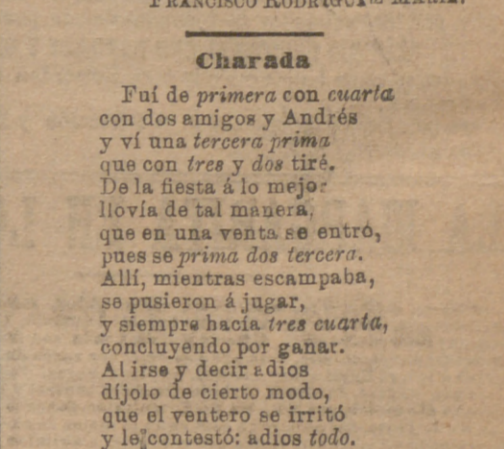 FRANCISCO RODRÍGUEZ MARÍN.
Charada
Fuí de primera con cuarta
con dos amigos y Andrés
y ví una tercera prima
que con tres y dos tiré.
De la fiesta á lo mejor
llovía de tal manera,
que en una venta se entró,
pues se prima dos tercera.
Allí, mientras escampaba,
se pusieron á jugar,
y siempre hacía tres cuarta,
concluyendo por ganar.
Al irse y decir adios
díjolo de cierto modo,
que el ventero se irritó
y le contestó: adios todo.